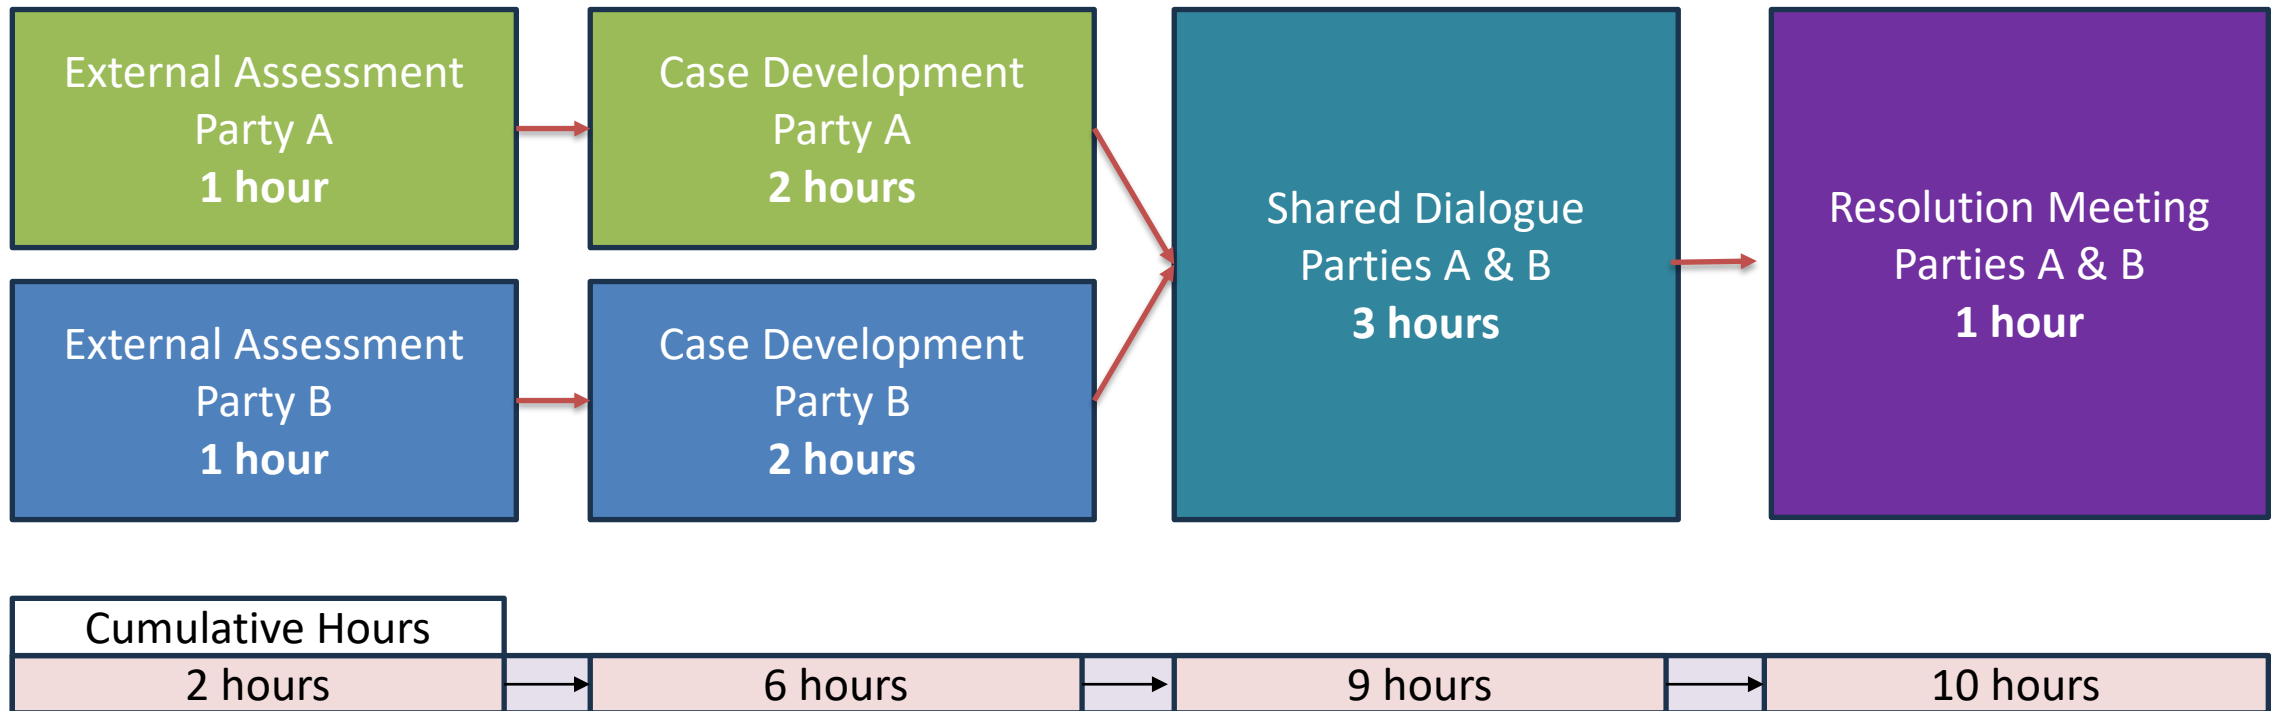 External Assessment
Party A
1 hour
Case Development
Party A
2 hours
External Assessment
Party B
1 hour
Case Development
Party B
2 hours
Shared Dialogue
Parties A & B
3 hours
Resolution Meeting
Parties A & B
1 hour
Cumulative Hours
2 hours
6 hours
9 hours
10 hours